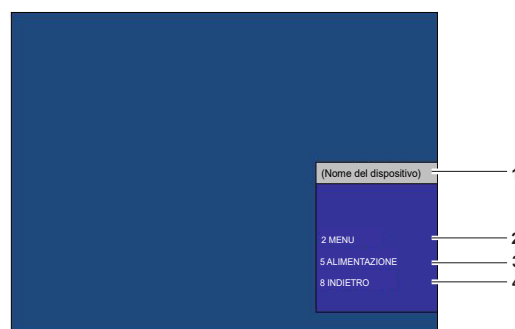 (Nome del dispositivo)
1
2 MENU
2
5 ALIMENTAZIONE
3
8 INDIETRO
4